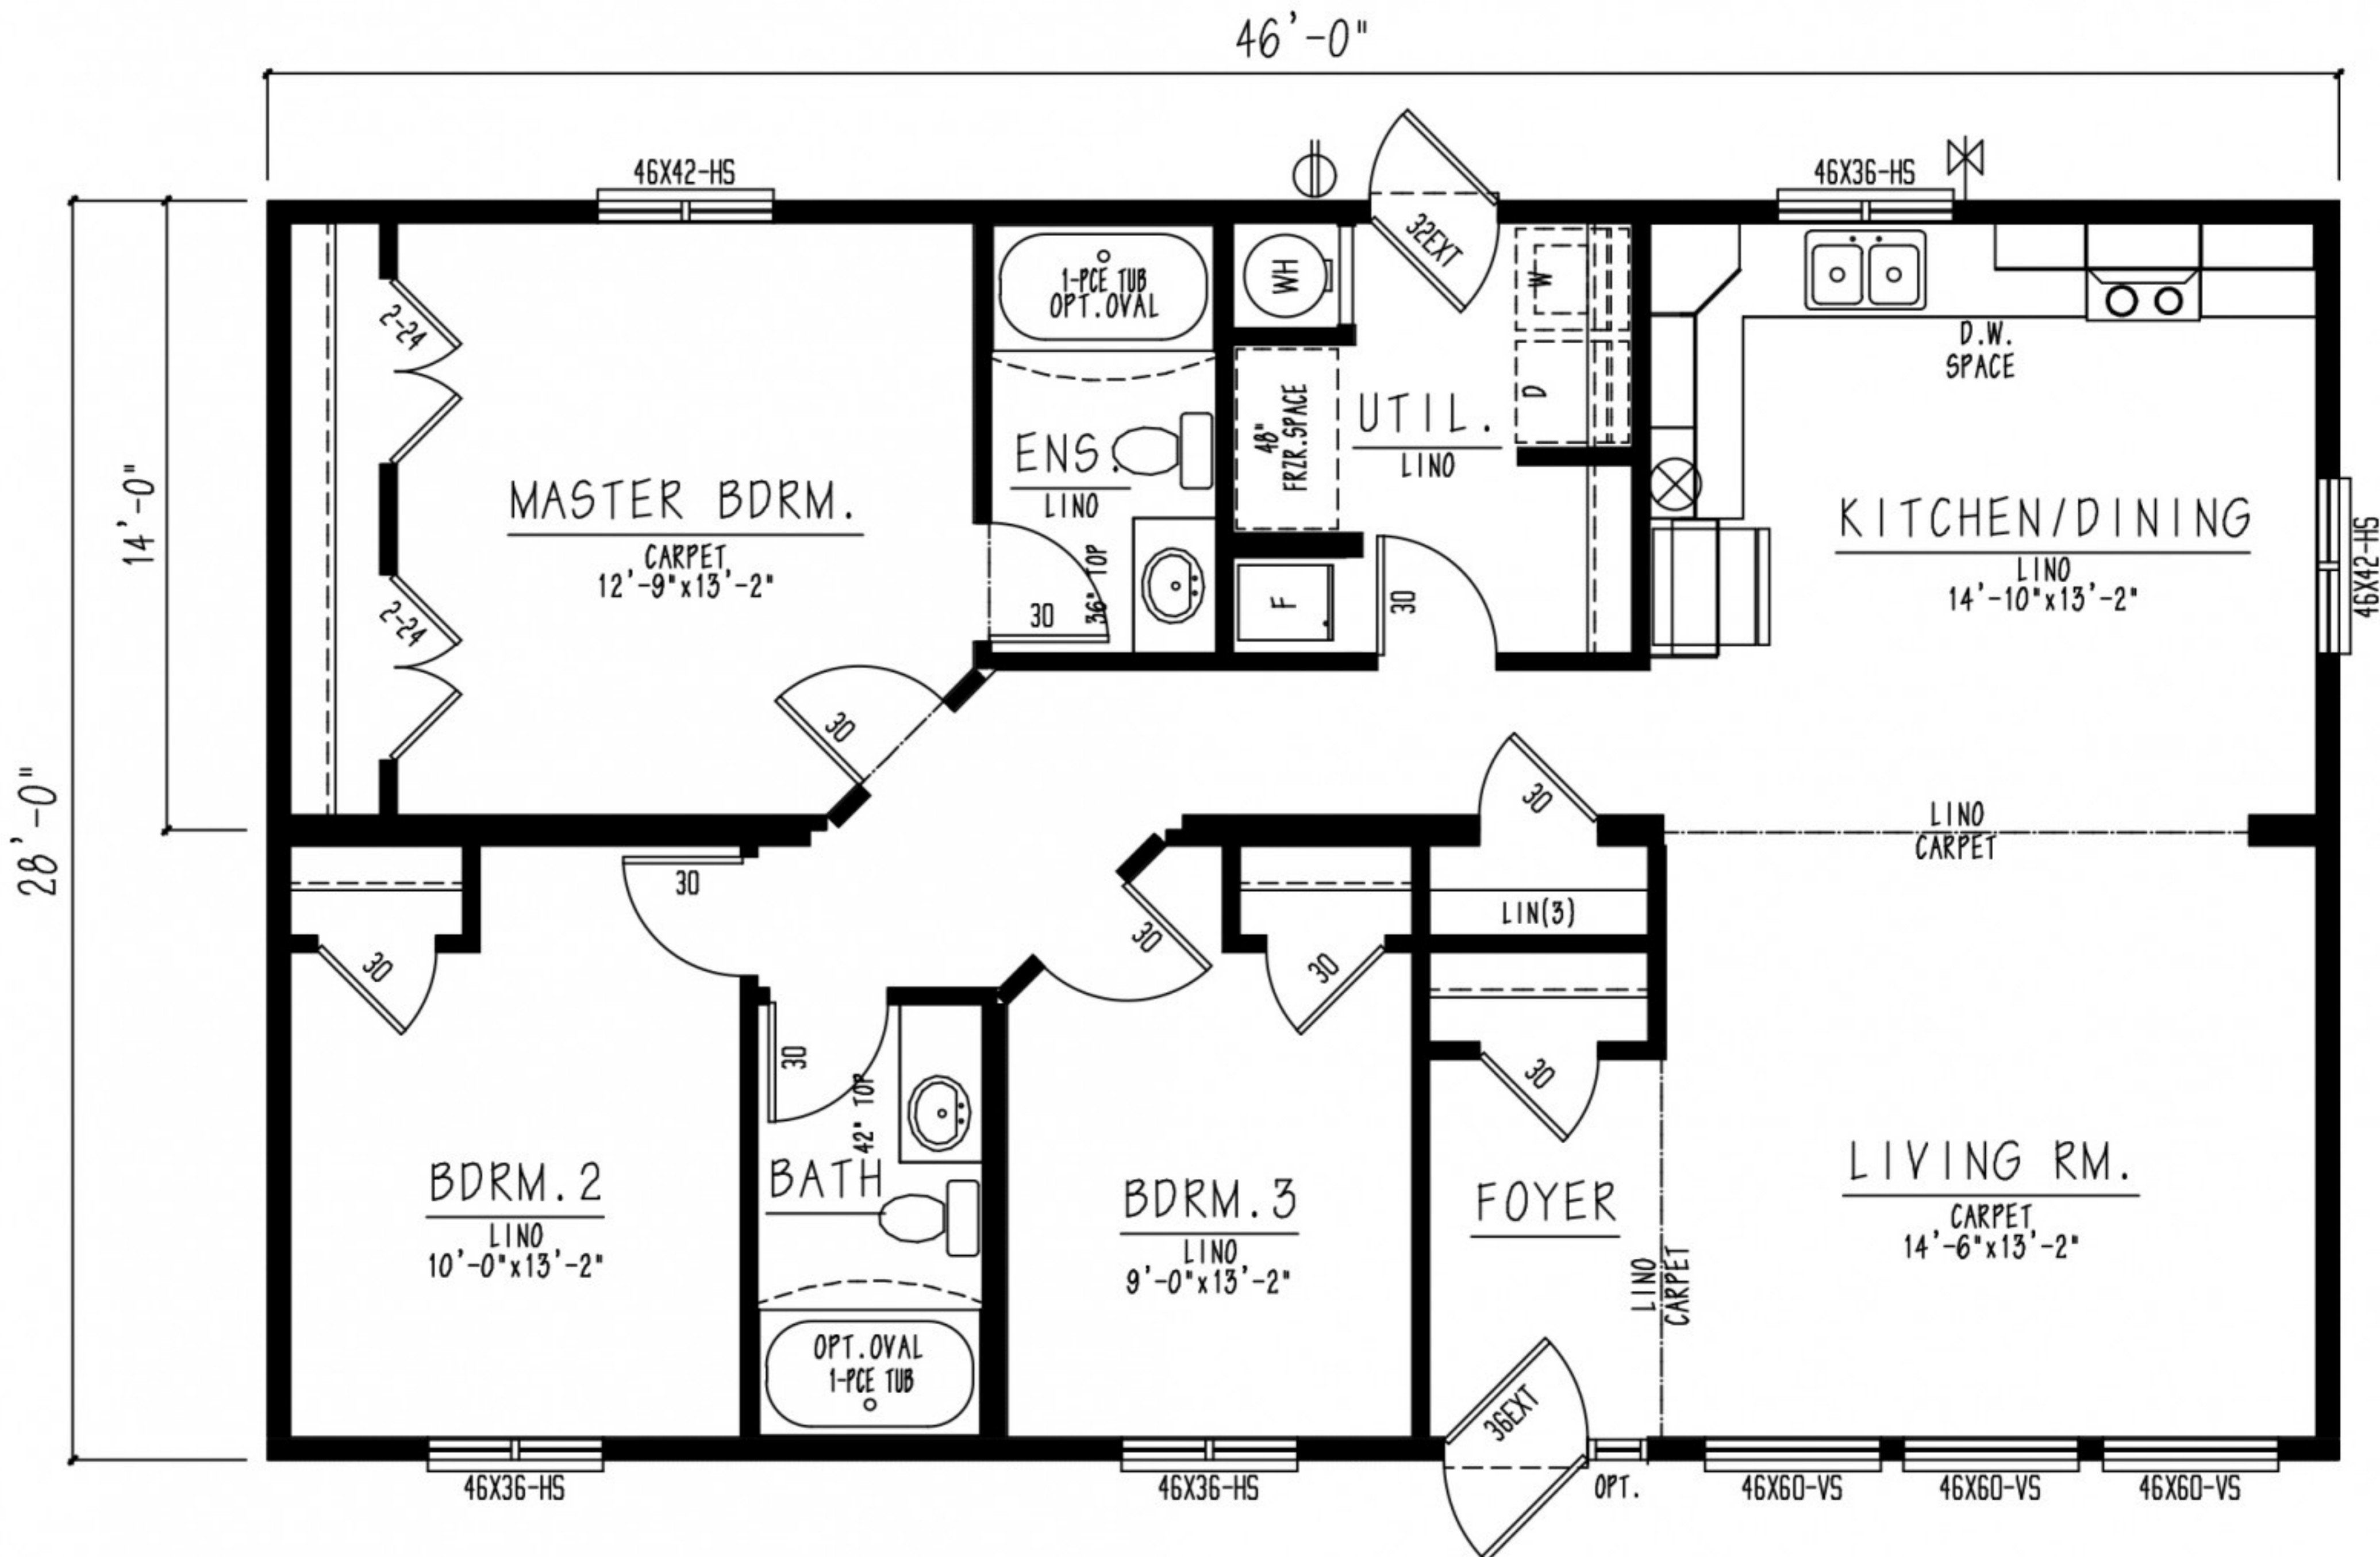 46'-0"
46X42-HS
46X36-HS
32EXT
2-24
1-PCE TUB
OPT.OVAL
WH
W
D.W.
SPACE
D
48"
FRZR.SPACE
UTIL.
LINO
ENS.
LINO
14'-0"
MASTER BDRM.
CARPET
12'-9"x13'-2"
KITCHEN/DINING
LINO
14'-10"x13'-2"
46X42-HS
36" TOP
30
F
30
2-24
30
30
28'-0"
LINO
CARPET
30
LIN(3)
30
30
30
30
30
42" TOP
BDRM.2
LINO
10'-0"x13'-2"
BATH
BDRM.3
LINO
9'-0"x13'-2"
FOYER
LIVING RM.
CARPET
14'-6"x13'-2"
LINO
CARPET
OPT.OVAL
1-PCE TUB
36EXT
46X36-HS
46X36-HS
OPT.
46X60-VS
46X60-VS
46X60-VS